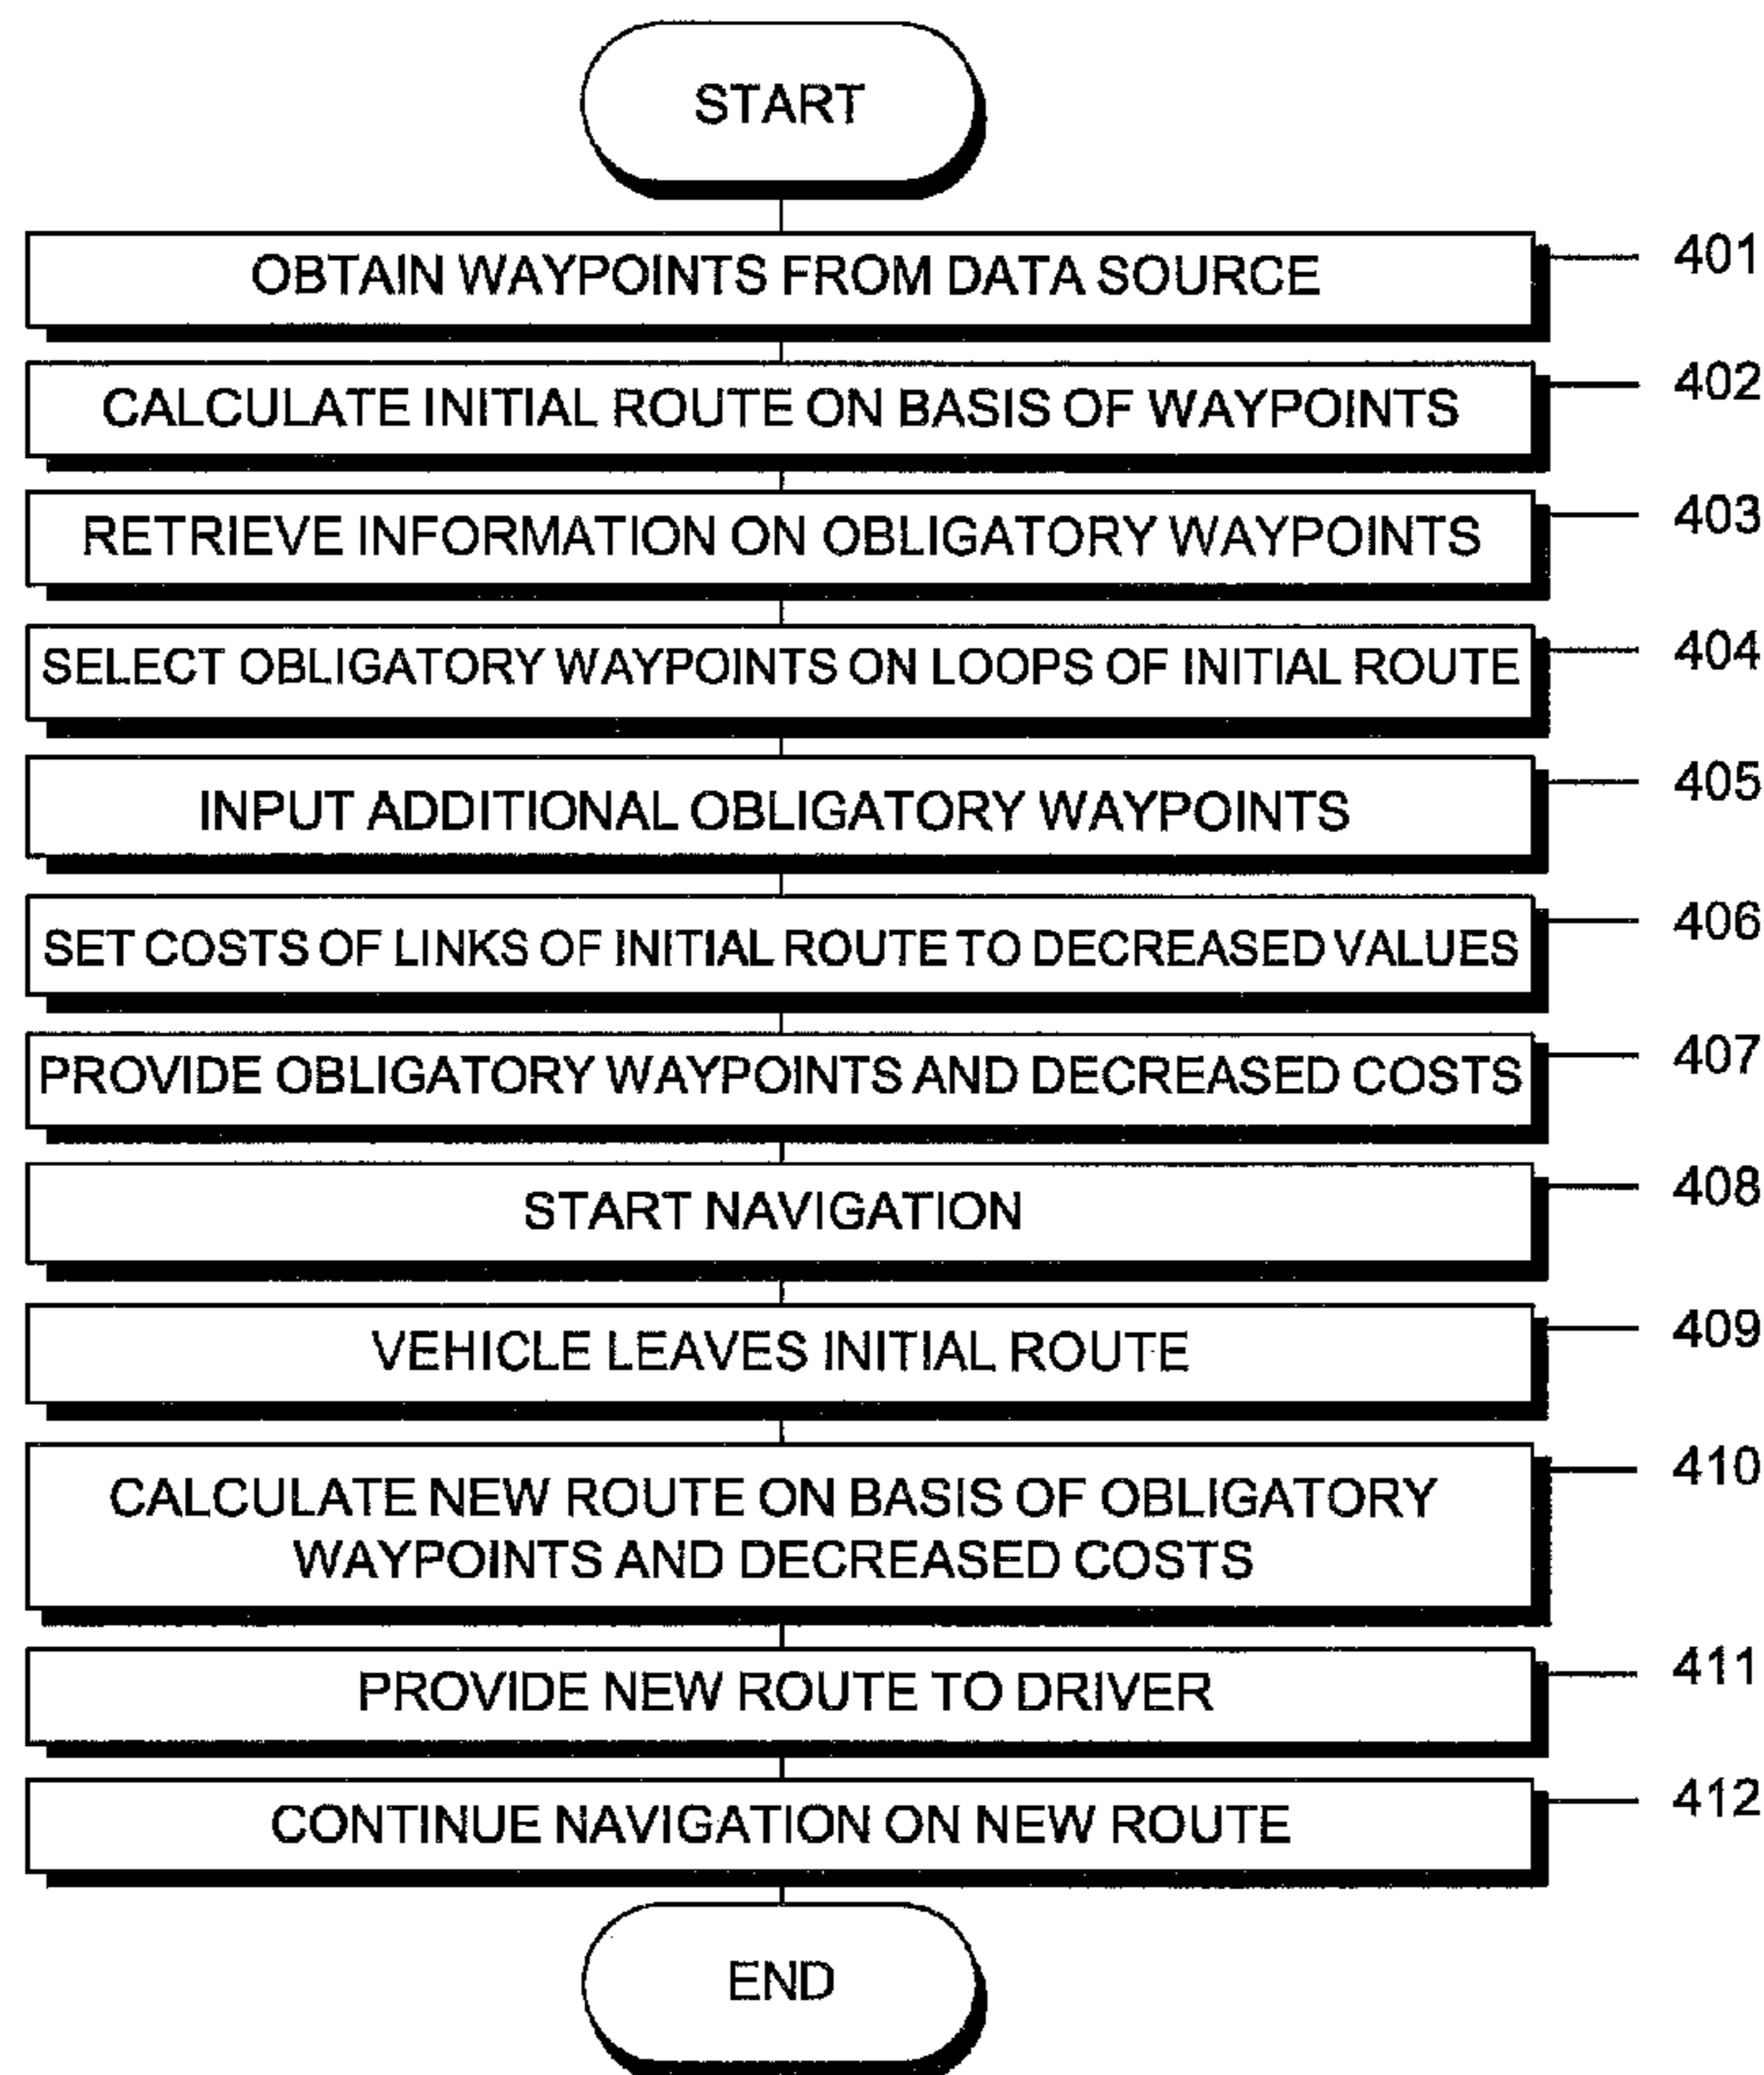 START
OBTAIN WAYPOINTS FROM DATA SOURCE
401
CALCULATE INITIAL ROUTE ON BASIS OF WAYPOINTS
402
RETRIEVE INFORMATION ON OBLIGATORY WAYPOINTS
403
SELECT OBLIGATORY WAYPOINTS ON LOOPS OF INITIAL ROUTE
404
INPUT ADDITIONAL OBLIGATORY WAYPOINTS
405
SET COSTS OF LINKS OF INITIAL ROUTE TO DECREASED VALUES
406
PROVIDE OBLIGATORY WAYPOINTS AND DECREASED COSTS
407
START NAVIGATION
408
VEHICLE LEAVES INITIAL ROUTE
409
CALCULATE NEW ROUTE ON BASIS OF OBLIGATORY
WAYPOINTS AND DECREASED COSTS
410
PROVIDE NEW ROUTE TO DRIVER
411
CONTINUE NAVIGATION ON NEW ROUTE
412
END